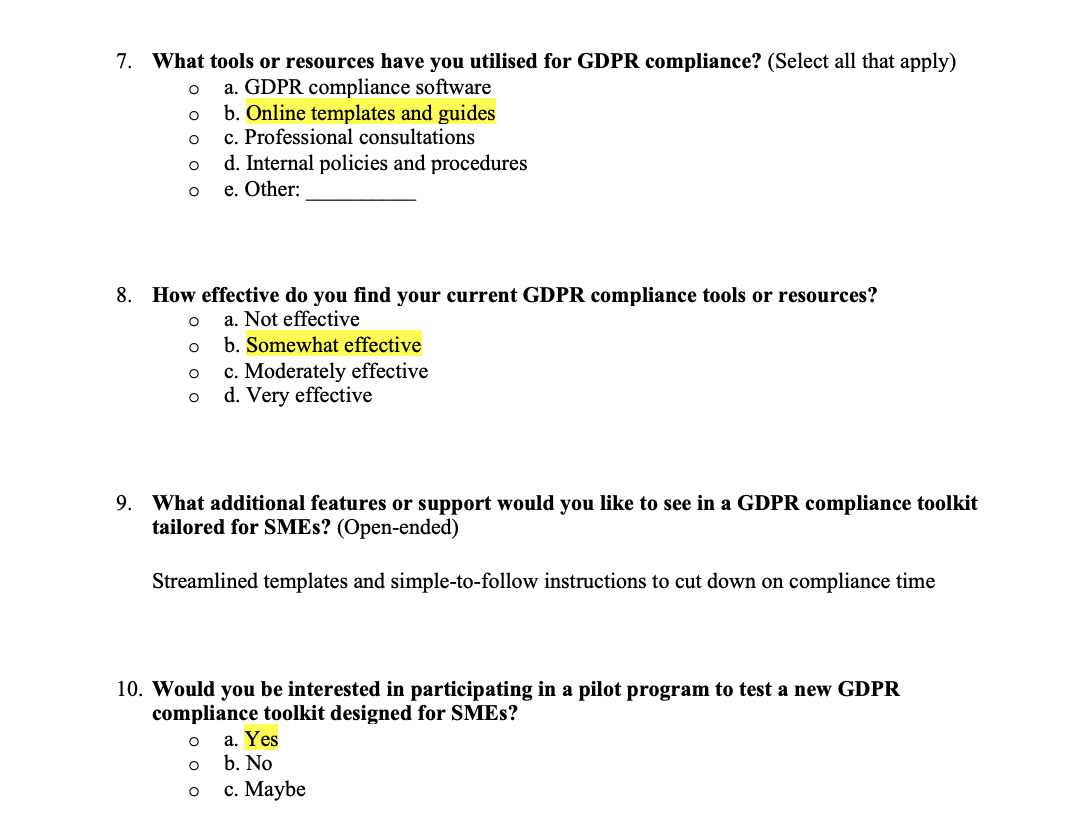 7. What tools or resources have you utilised for GDPR compliance? (Select all that apply)
o a. GDPR compliance software
o b. Online templates and guides
o c. Professional consultations
o d. Internal policies and procedures
o e. Other: __________
8. How effective do you find your current GDPR compliance tools or resources?
o a. Not effective
o b. Somewhat effective
o c. Moderately effective
o d. Very effective
9. What additional features or support would you like to see in a GDPR compliance toolkit
tailored for SMEs? (Open-ended)
Streamlined templates and simple-to-follow instructions to cut down on compliance time
10. Would you be interested in participating in a pilot program to test a new GDPR
compliance toolkit designed for SMEs?
o a. Yes
o b. No
o c. Maybe